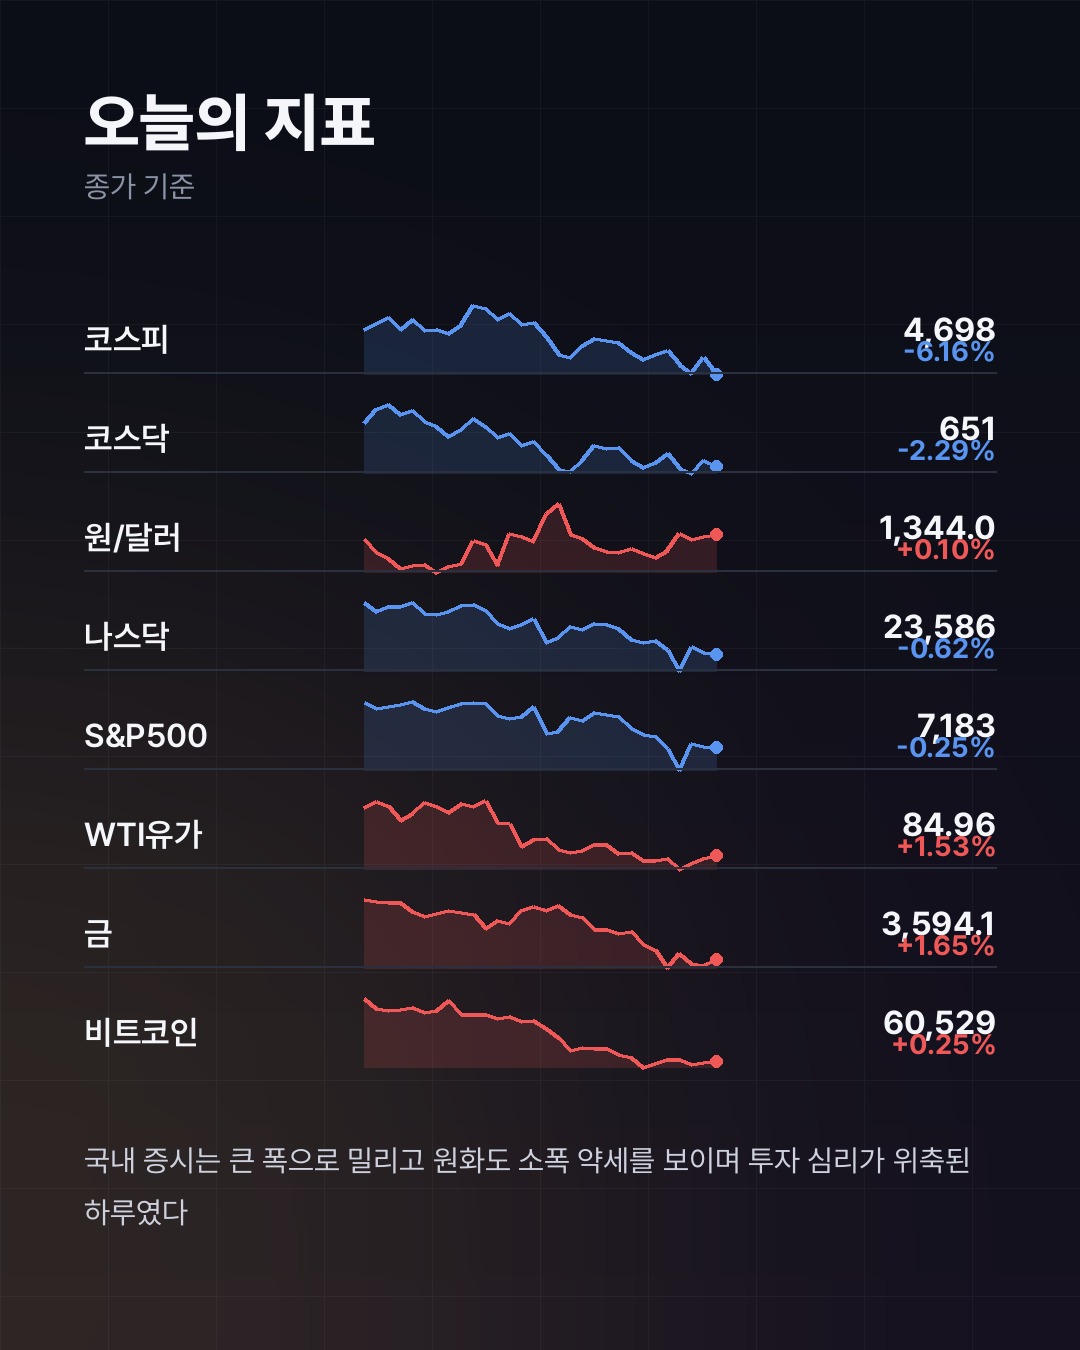 오늘의 지표
종가 기준
코스피
4,698
-6.16%
코스닥
651
-2.29%
원/달러
1,344.0
+0.10%
나스닥
23,586
-0.62%
S&P500
7,183
-0.25%
WTI유가
84.96
+1.53%
금
3,594.1
+1.65%
비트코인
60,529
+0.25%
국내 증시는 큰 폭으로 밀리고 원화도 소폭 약세를 보이며 투자 심리가 위축된
하루였다